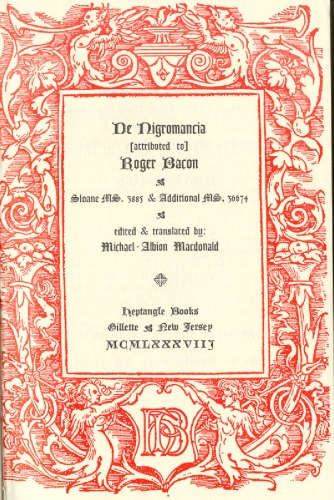 De Nigromancia
[attributed to]
Roger Bacon
Sloane MS. 3885 & Additional MS. 36674
edited & translated by:
Michael-Albion Macdonald
Heptangle Books
Gillette New Jersey
MCMLXXXVIIJ